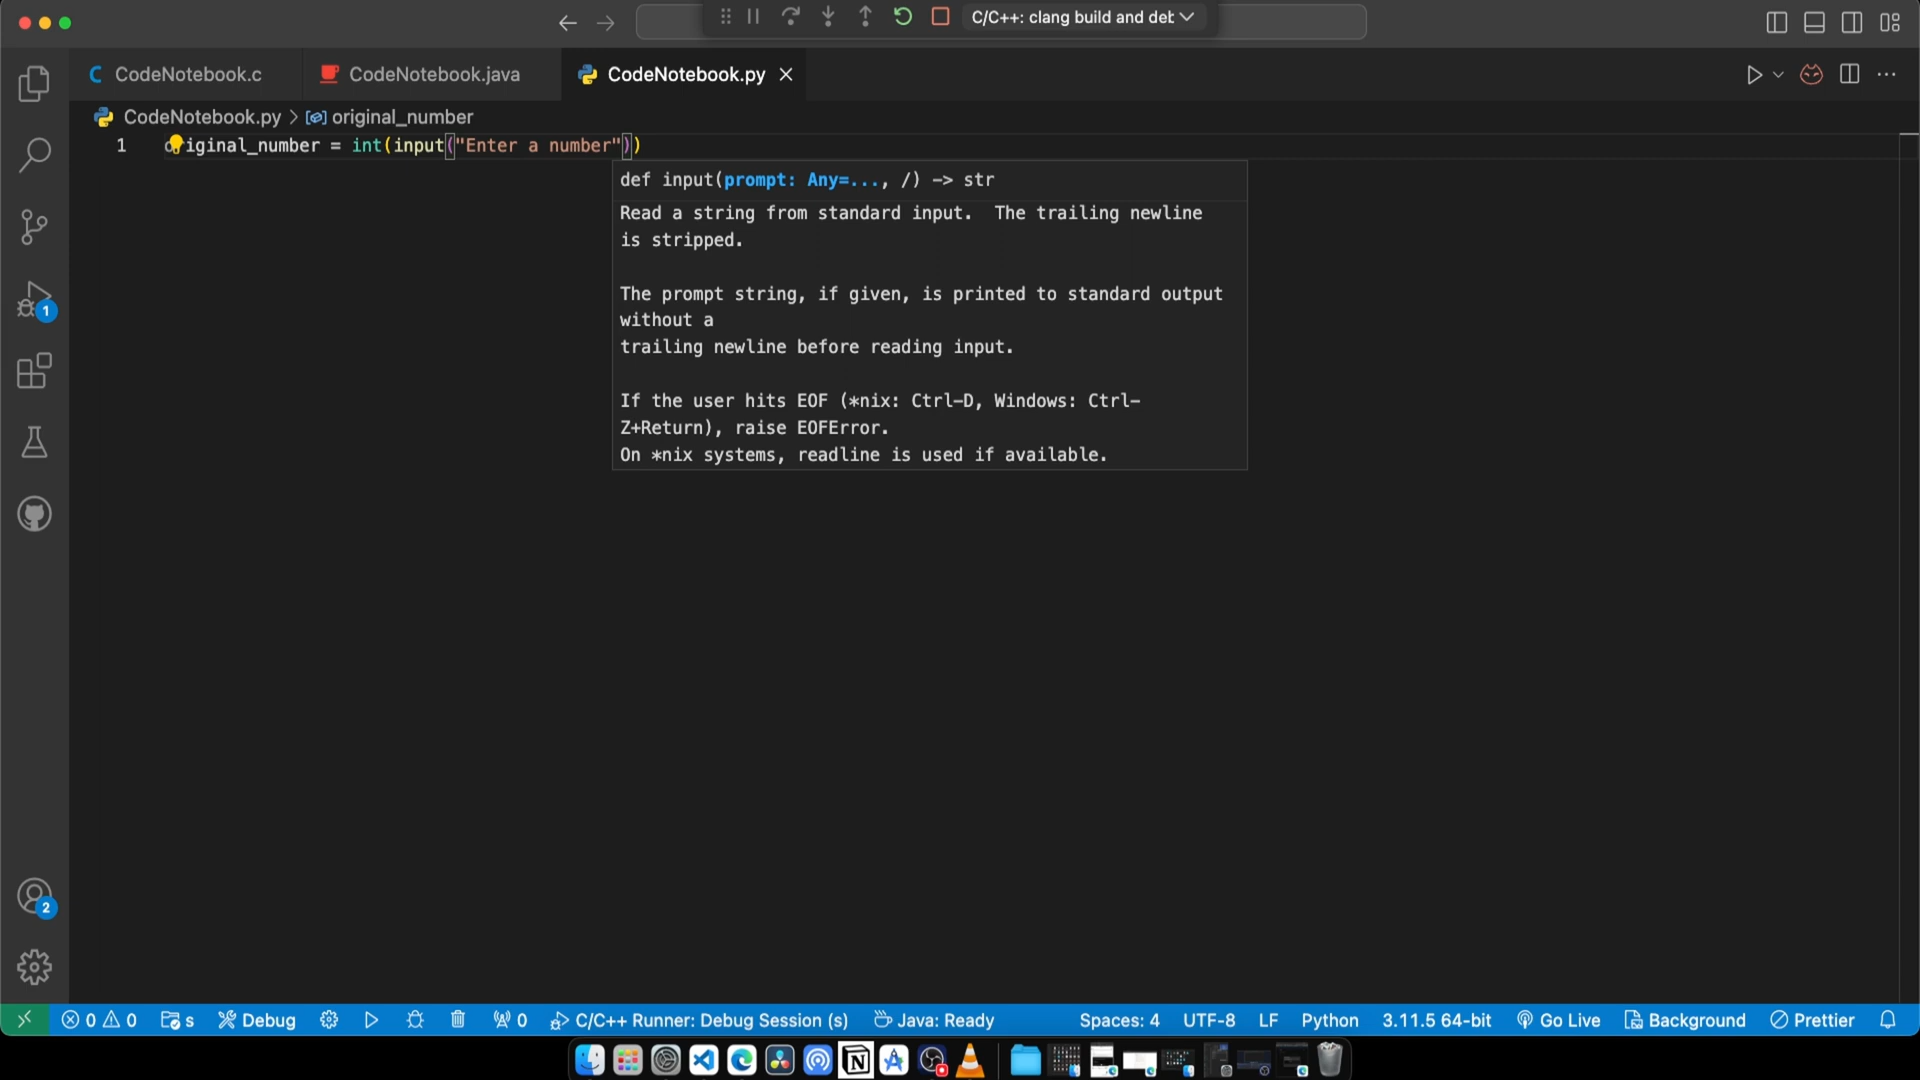 C/C++: clang build and deb
CodeNotebook.c
CodeNotebook.java
CodeNotebook.py
CodeNotebook.py > original_number
1 original_number = int(input("Enter a number"))
def input(prompt: Any=..., /) -> str
Read a string from standard input.  The trailing newline
is stripped.
The prompt string, if given, is printed to standard output
without a
trailing newline before reading input.
If the user hits EOF (*nix: Ctrl-D, Windows: Ctrl-
Z+Return), raise EOFError.
On *nix systems, readline is used if available.
1
2
0 0 s Debug 0 C/C++ Runner: Debug Session (s) Java: Ready Spaces: 4 UTF-8 LF Python 3.11.5 64-bit Go Live Background Prettier